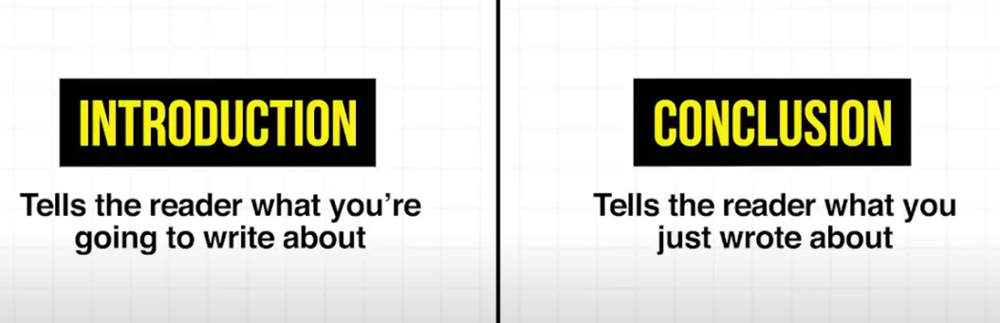 INTRODUCTION
Tells the reader what you’re
going to write about
CONCLUSION
Tells the reader what you
just wrote about